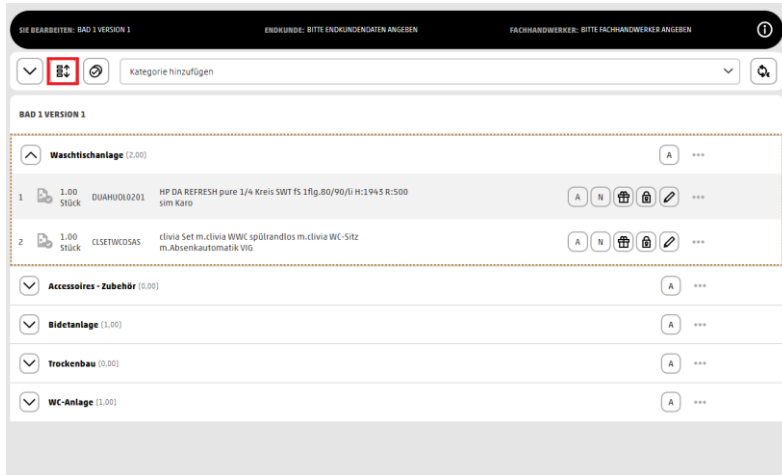 SIE BEARBEITEN: BAD 1 VERSION 1 ENDKUNDE: BITTE ENDKUNDENDATEN ANGEBEN FACHHANDWERKER: BITTE FACHHANDWERKER ANGEBEN
Kategorie hinzufügen
BAD 1 VERSION 1
Waschtischanlage (2,00) A
1 1.00 Stück DUAHUOL0201 HP DA REFRESH pure 1/4 Kreis SWT fS 1flg.80/90/li H:1943 R:500 A N
sim Karo
2 1.00 Stück CLSETWCDSAS clivia Set m.clivia WWC spülrandlos m.clivia WC-Sitz A N
m.Absenkautomatik VIG
Accessoires - Zubehör (0,00) A
Bidetanlage (1,00) A
Trockenbau (0,00) A
WC-Anlage (1,00) A